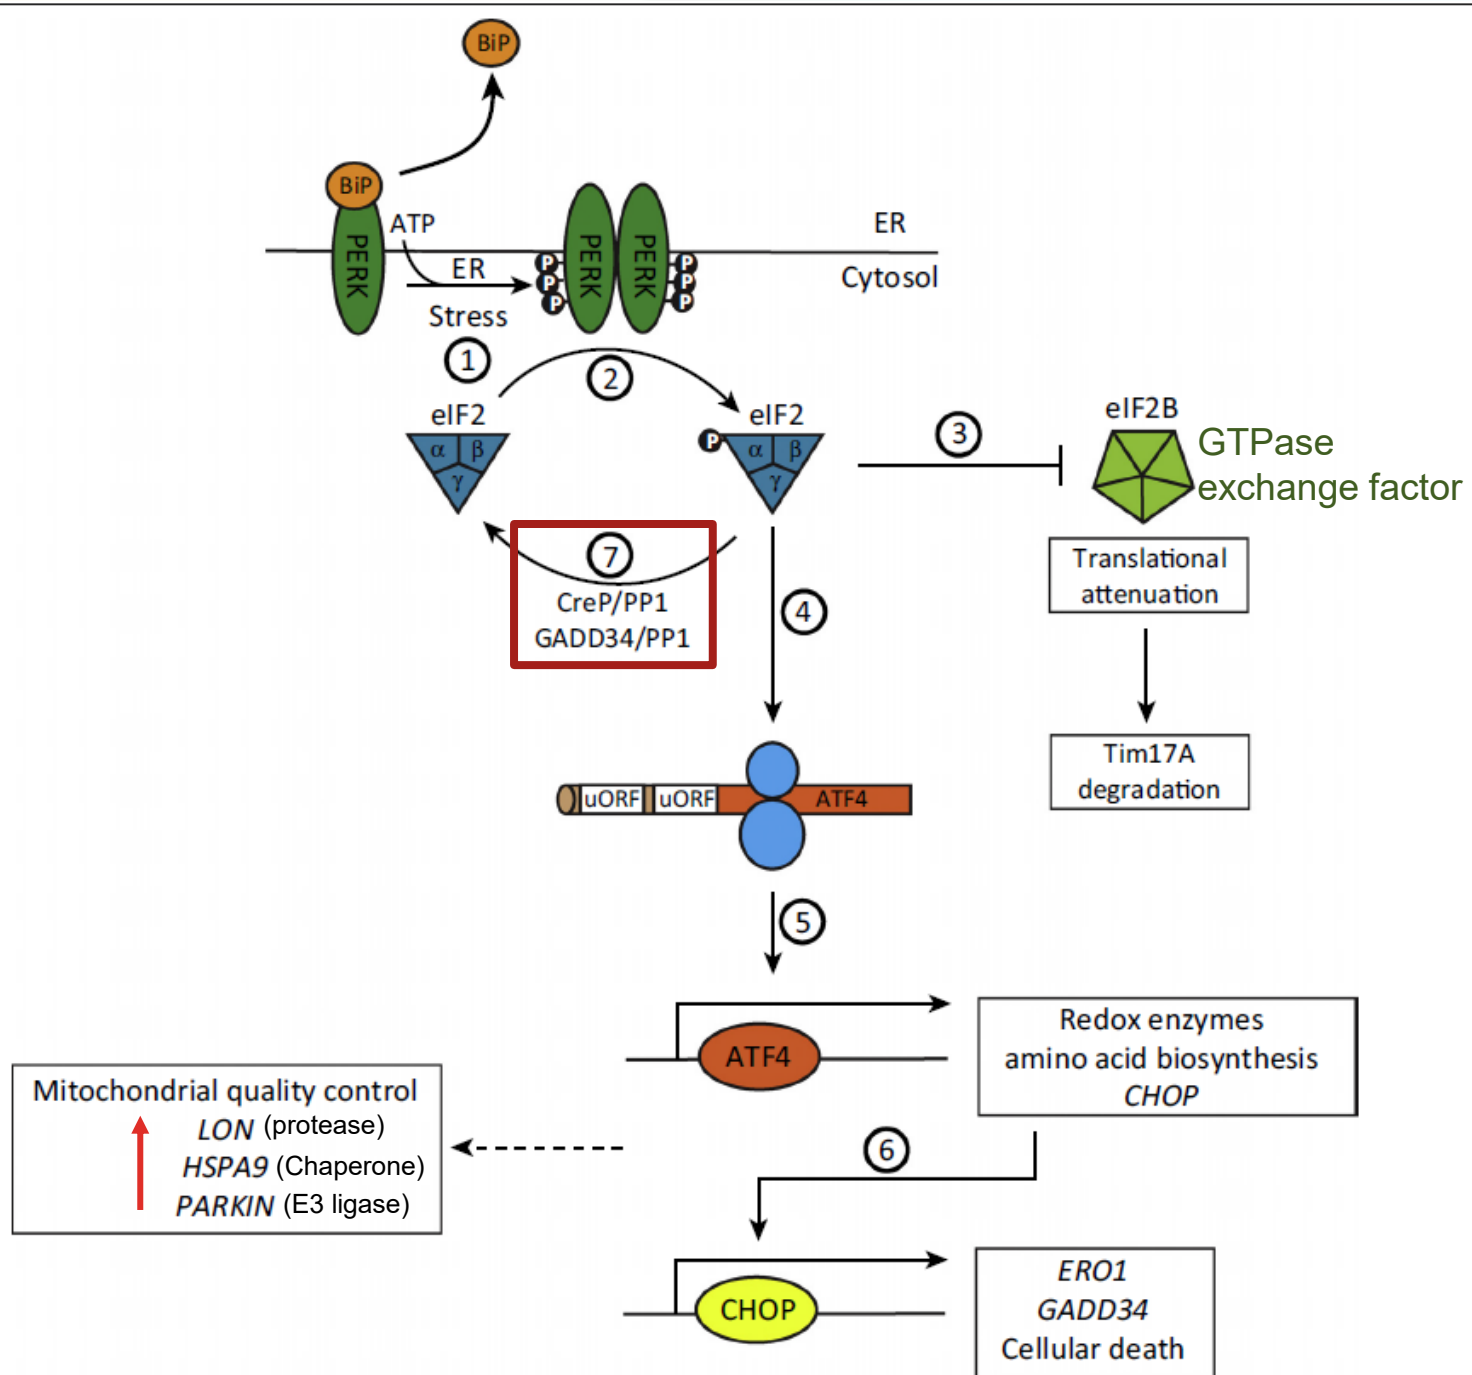 BiP
BiP
PERK
ATP
ER
Stress
1
P
P
P
PERK
PERK
P
P
P
ER
Cytosol
2
eIF2
α β
γ
P
eIF2
α β
γ
3
eIF2B
GTPase
exchange factor
7
CreP/PP1
GADD34/PP1
4
Translational
attenuation
Tim17A
degradation
uORF
uORF
ATF4
5
ATF4
Redox enzymes
amino acid biosynthesis
CHOP
Mitochondrial quality control
LON (protease)
HSPA9 (Chaperone)
PARKIN (E3 ligase)
6
CHOP
ERO1
GADD34
Cellular death